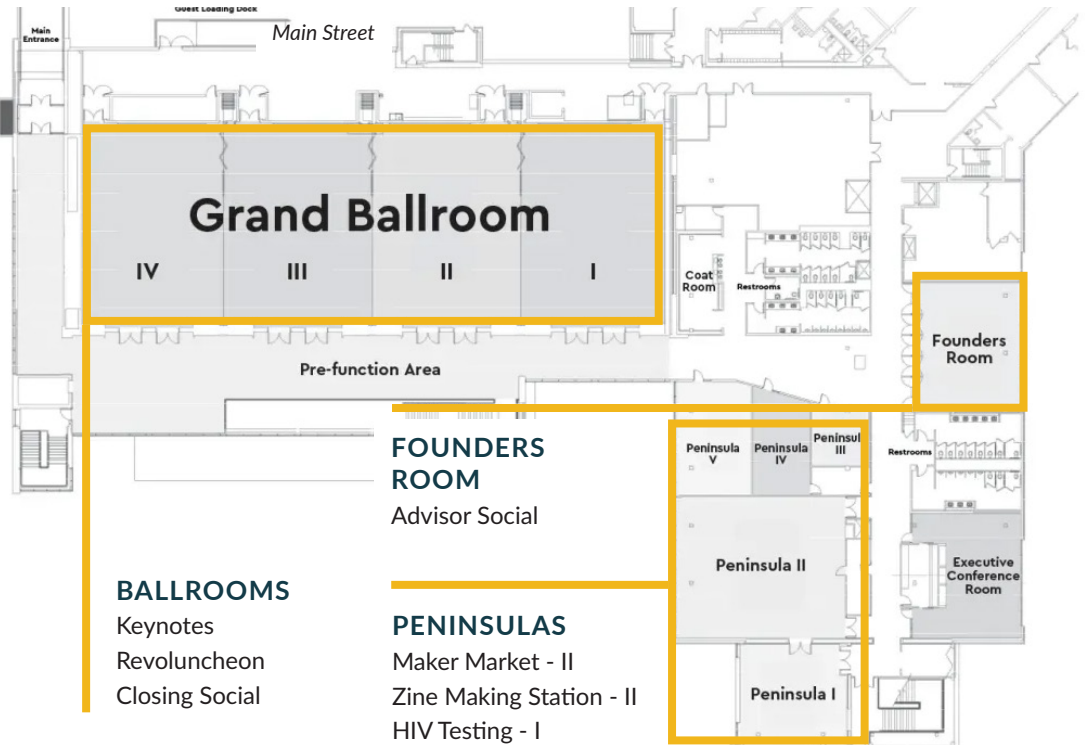 Guest Loading Dock
Main Street
Main
Entrance
Grand Ballroom
IV
III
II
I
Coat
Room
Restrooms
Founders
Room
Pre-function Area
Peninsula
V
Peninsula
IV
Peninsul
III
Restrooms
FOUNDERS
ROOM
Advisor Social
Peninsula II
Executive
Conference
Room
BALLROOMS
Keynotes
Revoluncheon
Closing Social
PENINSULAS
Maker Market - II
Zine Making Station - II
HIV Testing - I
Peninsula I